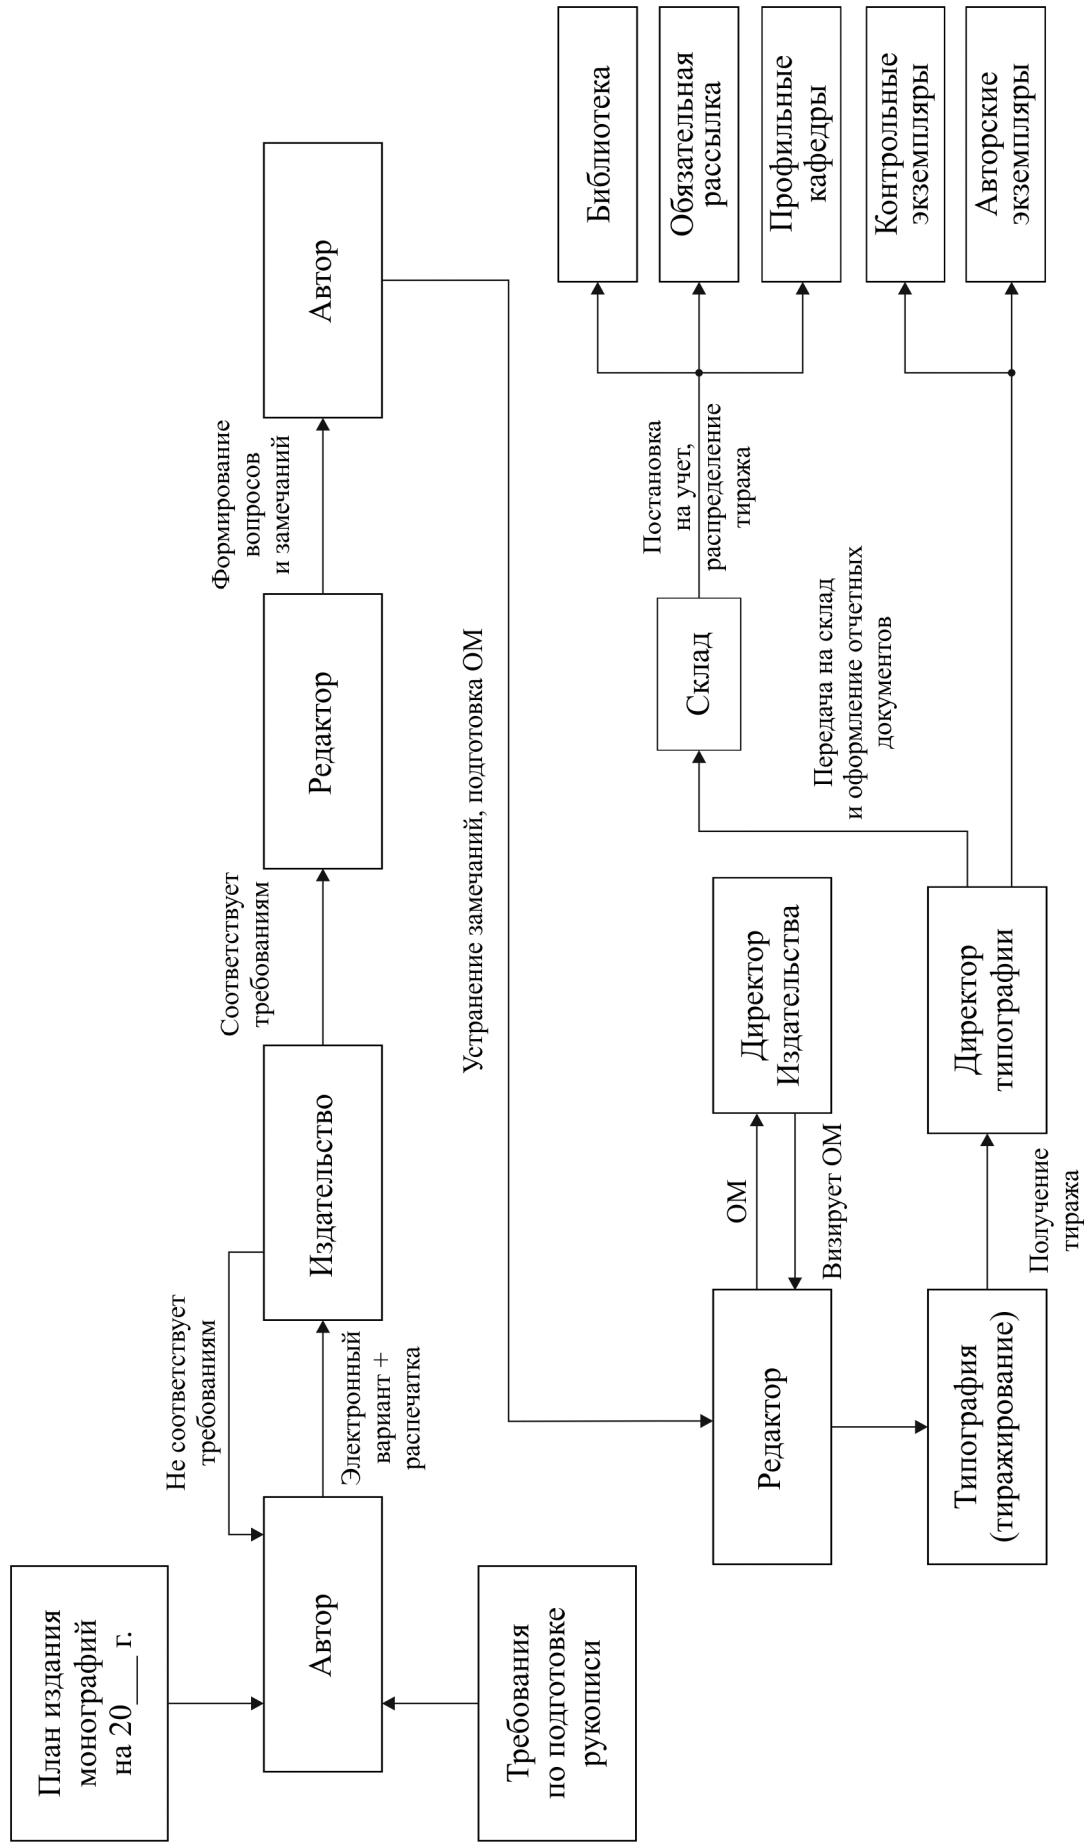 План издания
монографий
на 20___ г.
Автор
Требования
по подготовке
рукописи
Не соответствует
требованиям
Электронный
вариант +
распечатка
Издательство
Соответствует
требованиям
Редактор
Формирование
вопросов
и замечаний
Автор
Устранение замечаний, подготовка ОМ
Редактор
ОМ
Визирует ОМ
Директор
Издательства
Типография
(тиражирование)
Получение
тиража
Директор
типографии
Передача на склад
и оформление отчетных
документов
Склад
Постановка
на учет,
распределение
тиража
Библиотека
Обязательная
рассылка
Профильные
кафедры
Контрольные
экземпляры
Авторские
экземпляры